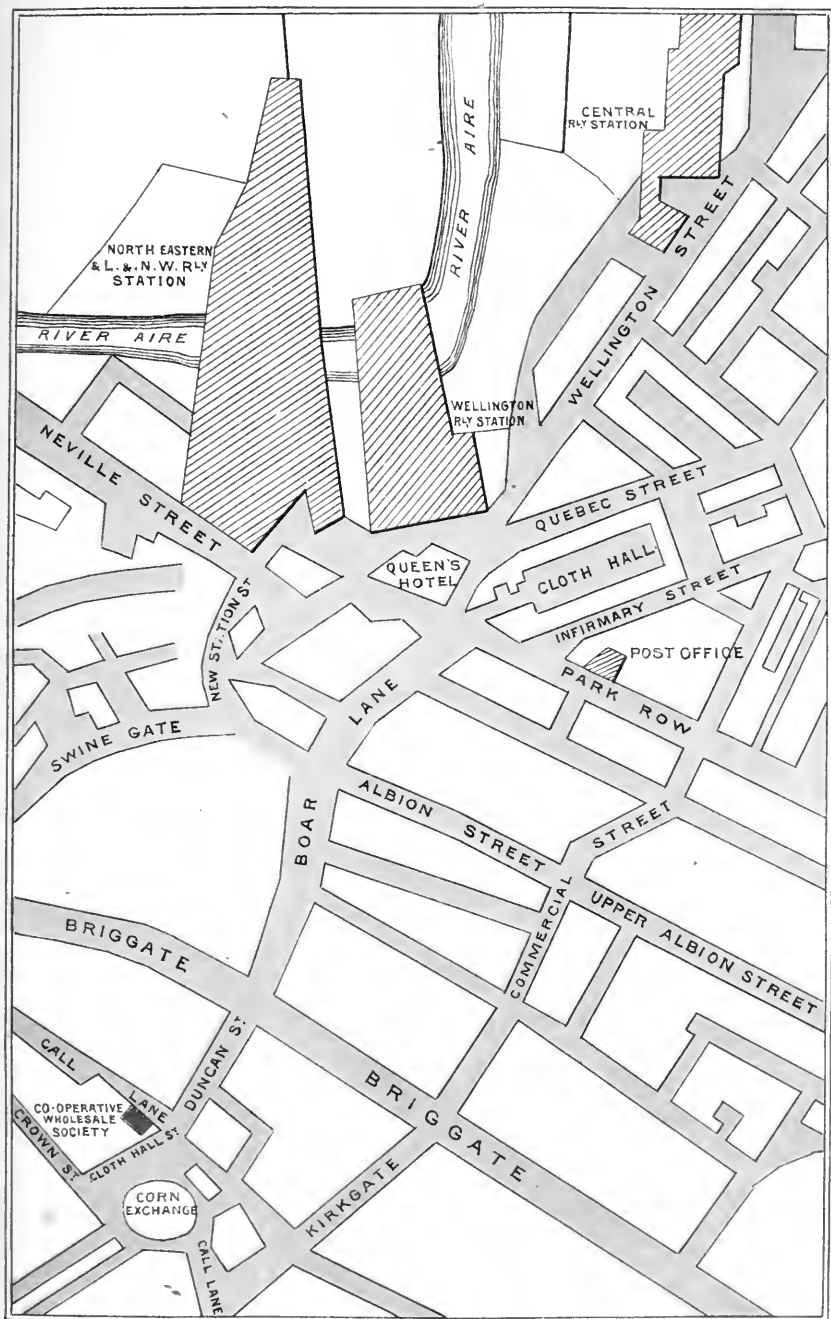 CENTRAL
RLY STATION
RIVER AIRE
RIVER AIRE
STREET
NORTH EASTERN
& L. & N. W. RLY
STATION
RIVER AIRE
WELLINGTON
WELLINGTON
RLY STATION
NEVILLE STREET
QUEBEC STREET
QUEEN'S
HOTEL
CLOTH HALL
INFIRMARY STREET
NEW STATION ST
POST OFFICE
PARK ROW
LANE
SWINE GATE
BOAR
ALBION STREET
STREET
COMMERCIAL
UPPER ALBION STREET
BRIGGATE
DUNCAN ST.
CALL
LANE
BRIGGATE
CO-OPERATIVE
WHOLESALE
SOCIETY
CROWN ST.
CLOTH HALL ST.
KIRKGATE
CORN
EXCHANGE
CALL LANE